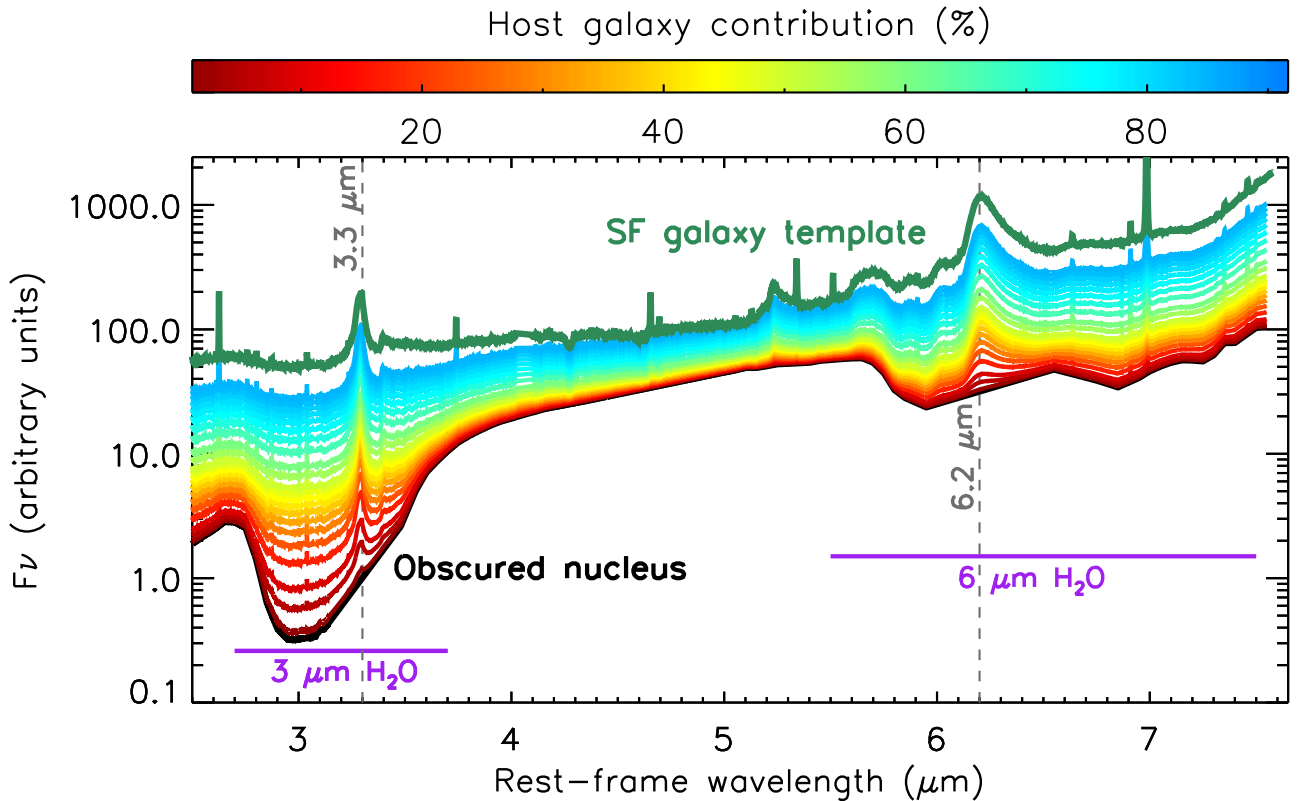 Host galaxy contribution (%)
20 40 60 80
3.3 μm
1000.0
SF galaxy template
100.0
10.0
6.2 μm
Obscured nucleus
1.0
6 μm H₂O
3 μm H₂O
0.1
3 4 5 6 7
Fν (arbitrary units)
Rest-frame wavelength (μm)